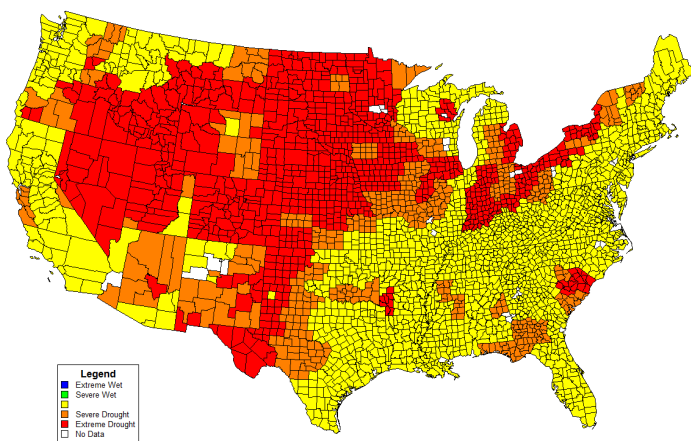 Legend
Extreme Wet
Severe Wet
Severe Drought
Extreme Drought
No Data